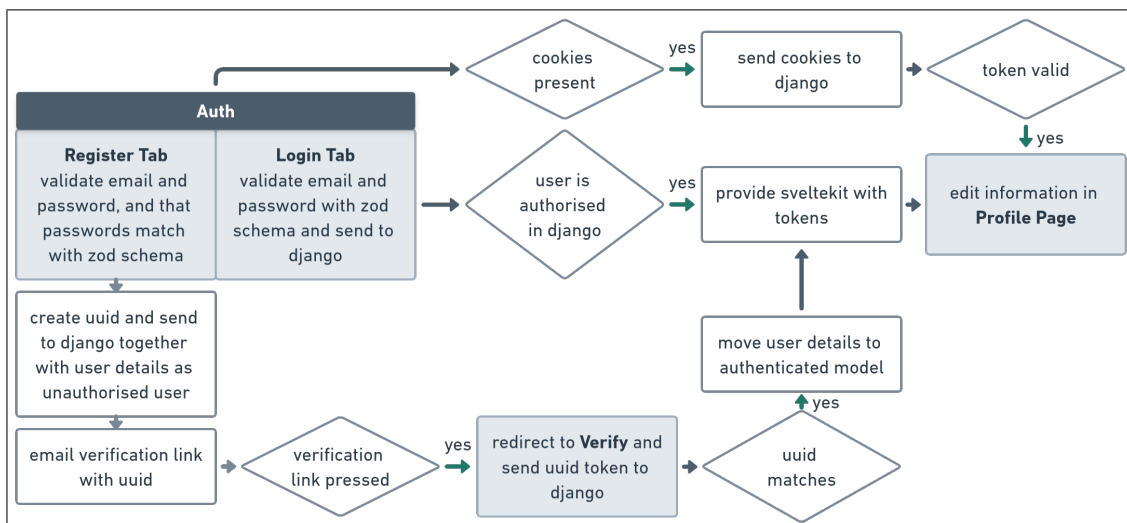 cookies
present
yes
send cookies to
django
token valid
yes
Auth
Register Tab
validate email and
password, and that
passwords match
with zod schema
Login Tab
validate email and
password with zod
schema and send to
django
user is
authorised
in django
yes
provide sveltekit with
tokens
edit information in
Profile Page
create uuid and send
to django together
with user details as
unauthorised user
move user details to
authenticated model
yes
email verification link
with uuid
verification
link pressed
yes
redirect to Verify and
send uuid token to
django
uuid
matches